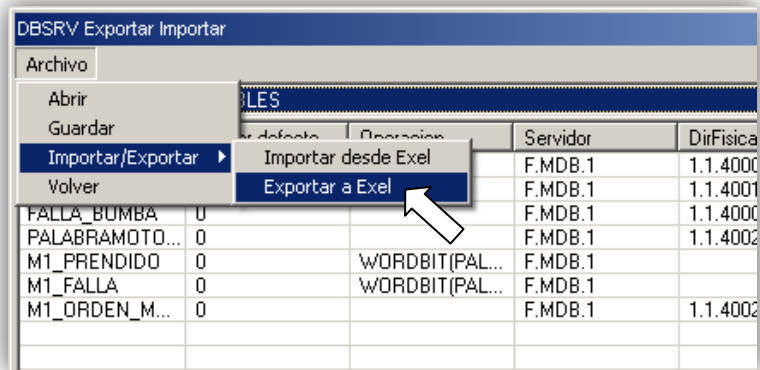 DBSRV Exportar Importar
Archivo
Abrir
Guardar
Importar/Exportar
Volver
Importar desde Exel
Exportar a Exel
BLES
or defecto Operacion Servidor DirFisica
F.MDB.1 1.1.4000
F.MDB.1 1.1.4001
FALLA_BOMBA 0 F.MDB.1 1.1.4000
PALABRAMOTO... 0 F.MDB.1 1.1.4002
M1_PRENDIDO 0 WORDBIT(PAL... F.MDB.1
M1_FALLA 0 WORDBIT(PAL... F.MDB.1
M1_ORDEN_M... 0 F.MDB.1 1.1.4002